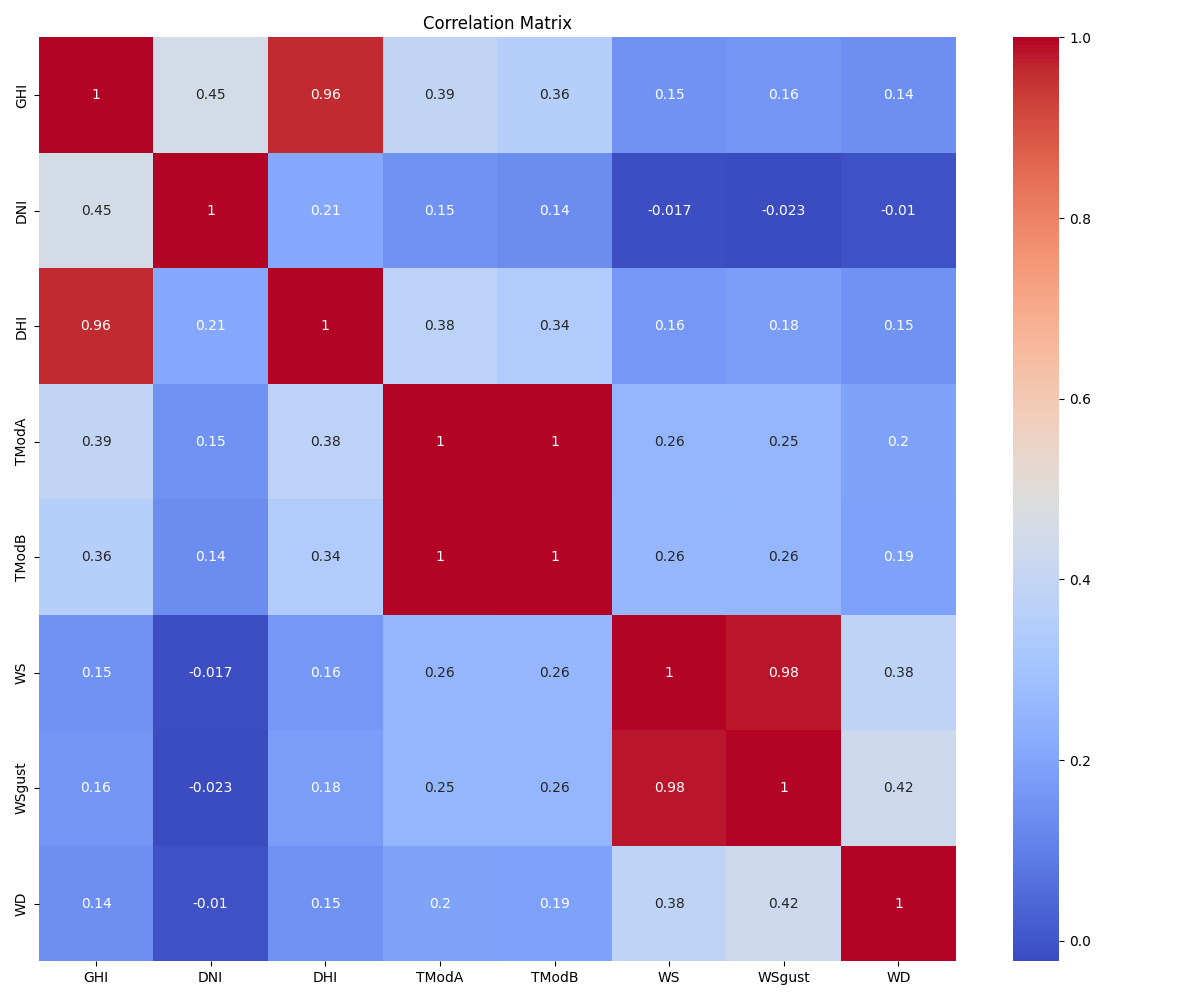 Correlation Matrix
GHI 1 0.45 0.96 0.39 0.36 0.15 0.16 0.14
DNI 0.45 1 0.21 0.15 0.14 -0.017 -0.023 -0.01
DHI 0.96 0.21 1 0.38 0.34 0.16 0.18 0.15
TModA 0.39 0.15 0.38 1 1 0.26 0.25 0.2
TModB 0.36 0.14 0.34 1 1 0.26 0.26 0.19
WS 0.15 -0.017 0.16 0.26 0.26 1 0.98 0.38
WSgust 0.16 -0.023 0.18 0.25 0.26 0.98 1 0.42
WD 0.14 -0.01 0.15 0.2 0.19 0.38 0.42 1
GHI DNI DHI TModA TModB WS WSgust WD
1.0
0.8
0.6
0.4
0.2
0.0